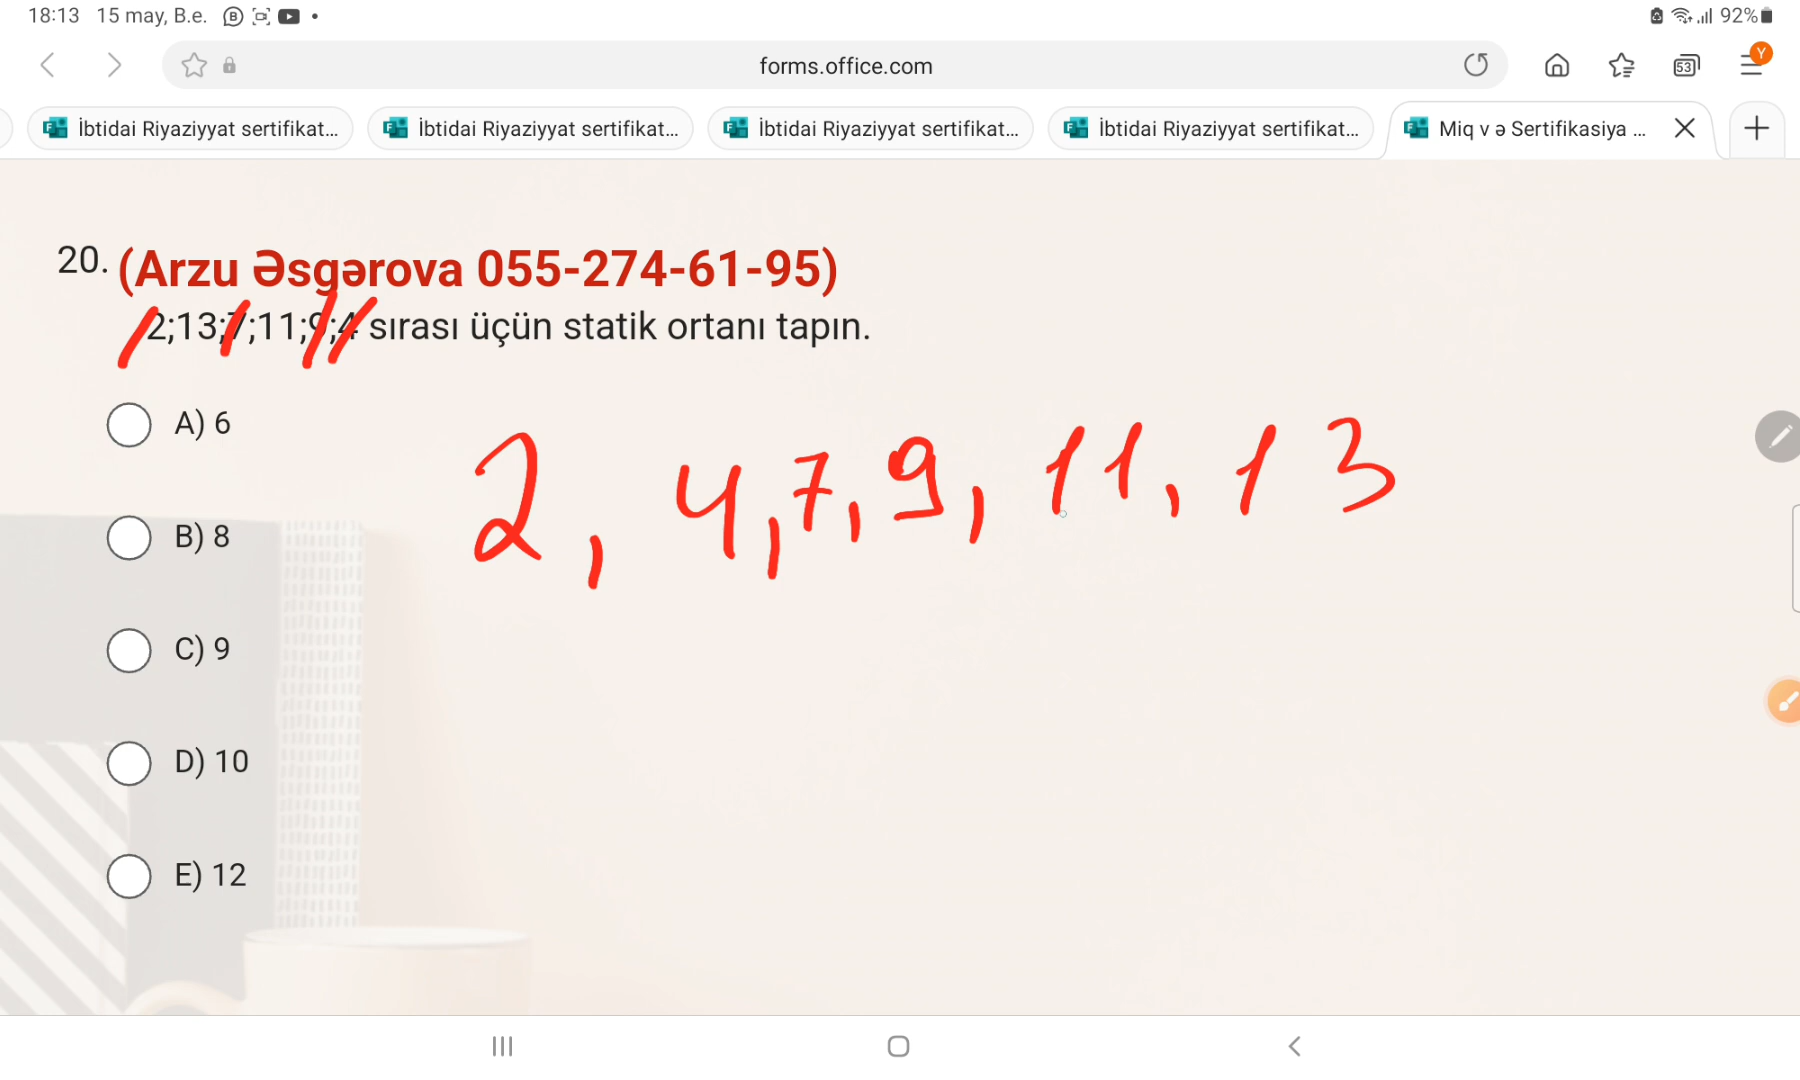 18:13 15 may, B.e. 92%
forms.office.com
53
Y
İbtidai Riyaziyyat sertifikat...
İbtidai Riyaziyyat sertifikat...
İbtidai Riyaziyyat sertifikat...
İbtidai Riyaziyyat sertifikat...
Miq v ə Sertifikasiya ...
20. (Arzu Əsgərova 055-274-61-95)
2;13;7;11;9;4 sırası üçün statik ortanı tapın.
A) 6
2, 4,7,9, 11, 13
B) 8
C) 9
D) 10
E) 12